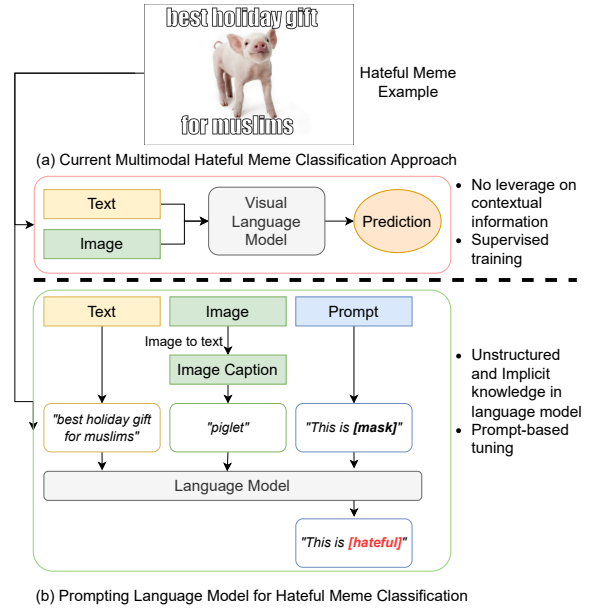 best holiday gift
for muslims
Hateful Meme
Example
(a) Current Multimodal Hateful Meme Classification Approach
Text
Image
Visual
Language
Model
Prediction
• No leverage on
contextual
information
• Supervised
training
Text
Image
Prompt
Image to text
Image Caption
"best holiday gift
for muslims"
"piglet"
"This is [mask]"
Language Model
"This is [hateful]"
• Unstructured
and Implicit
knowledge in
language model
• Prompt-based
tuning
(b) Prompting Language Model for Hateful Meme Classification